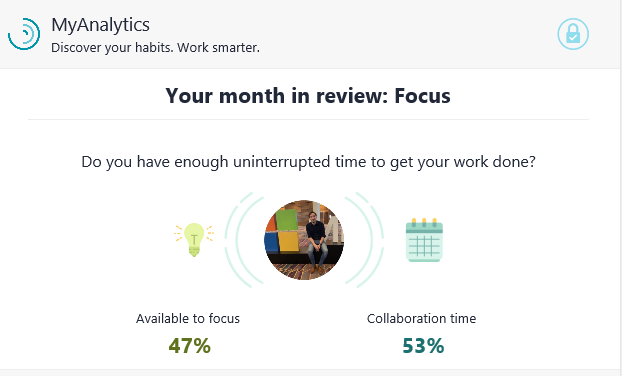 MyAnalytics
Discover your habits. Work smarter.
Your month in review: Focus
Do you have enough uninterrupted time to get your work done?
Available to focus
Collaboration time
47%
53%